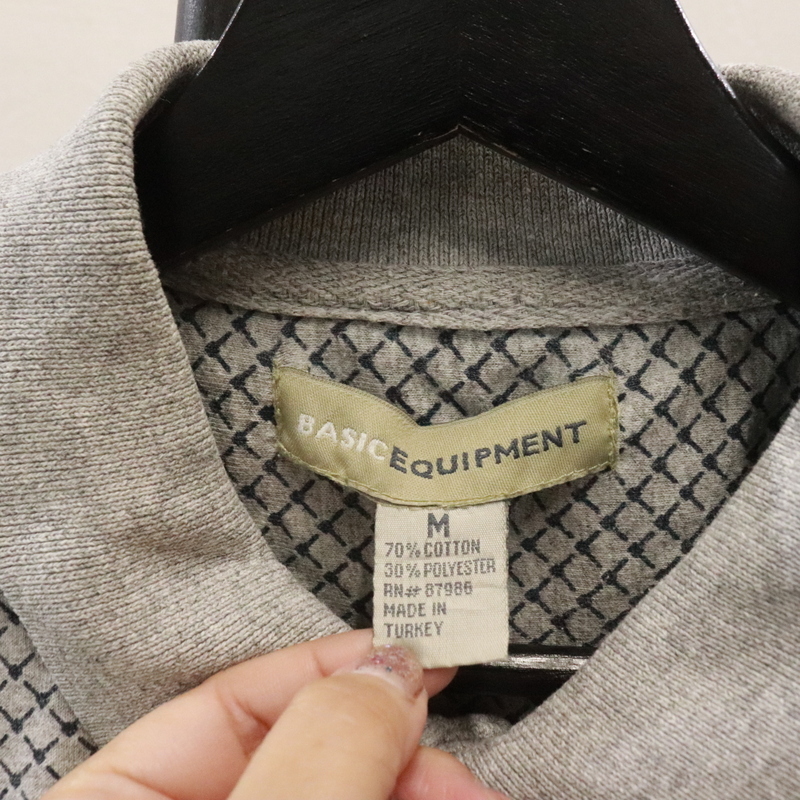 BASICEQUIPMENT
M
70% COTTON
30% POLYESTER
RN# 87986
MADE IN
TURKEY